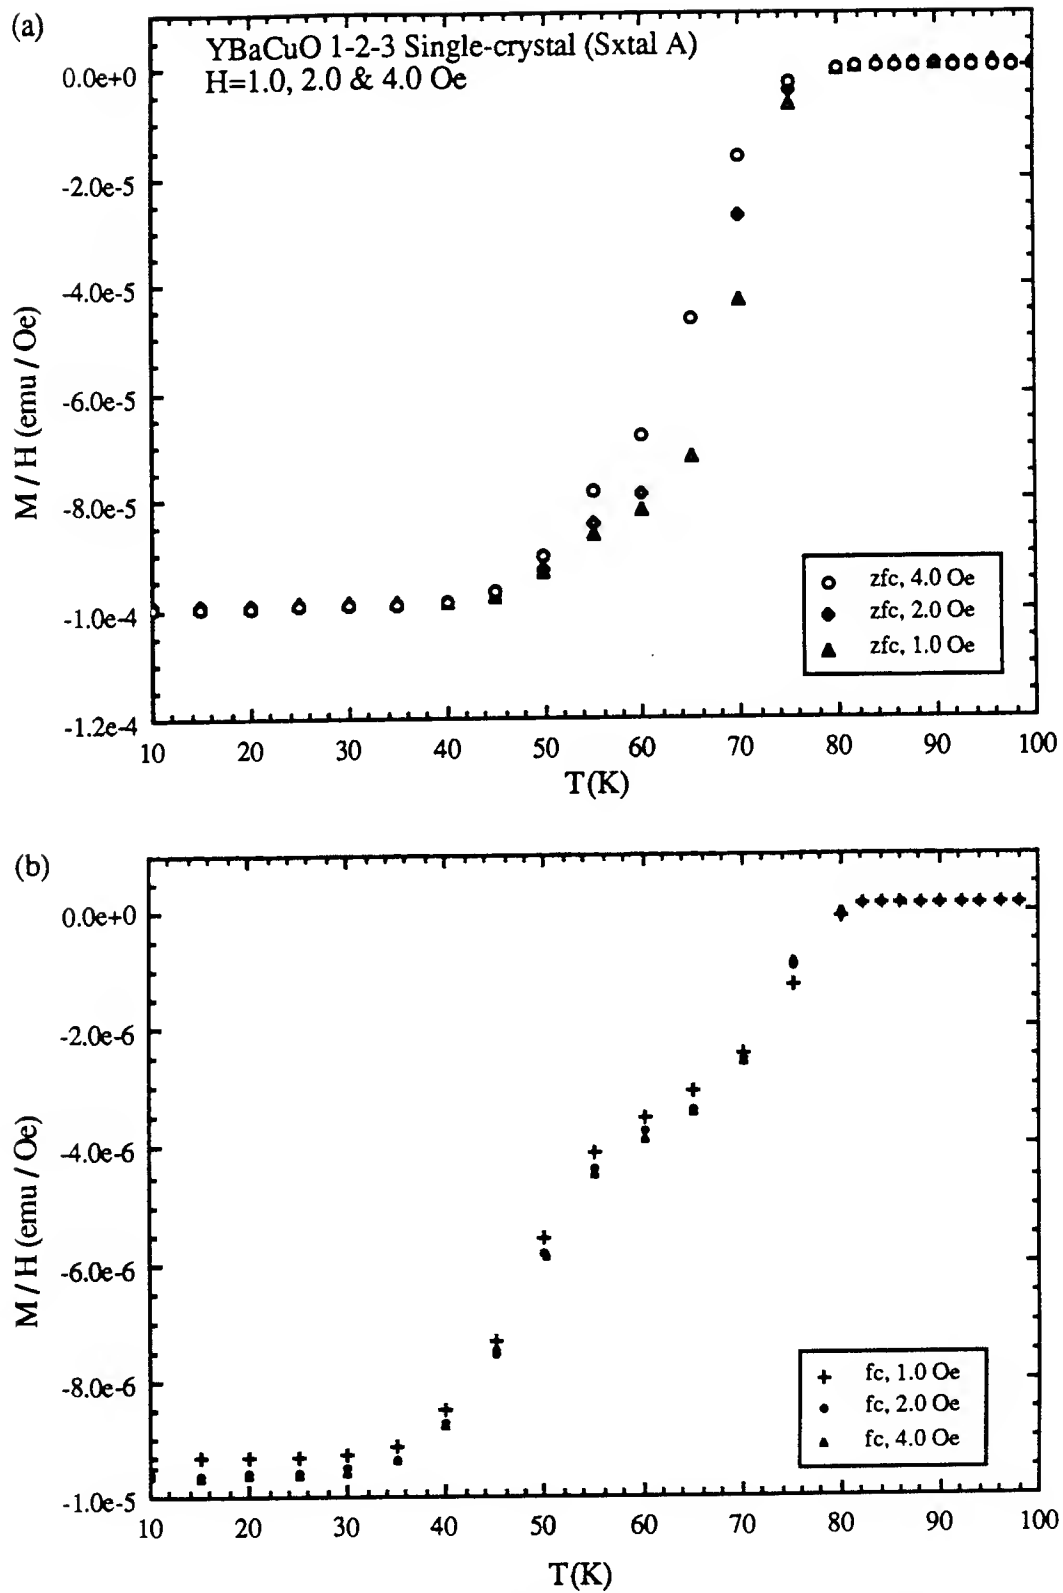 (a)
YBaCuO 1-2-3 Single-crystal (Sxtal A)
H=1.0, 2.0 & 4.0 Oe
0.0e+0
-2.0e-5
-4.0e-5
-6.0e-5
-8.0e-5
-1.0e-4
-1.2e-4
M / H (emu / Oe)
zfc, 4.0 Oe
zfc, 2.0 Oe
zfc, 1.0 Oe
10 20 30 40 50 60 70 80 90 100
T(K)
(b)
0.0e+0
-2.0e-6
-4.0e-6
-6.0e-6
-8.0e-6
-1.0e-5
M / H (emu / Oe)
fc, 1.0 Oe
fc, 2.0 Oe
fc, 4.0 Oe
10 20 30 40 50 60 70 80 90 100
T(K)